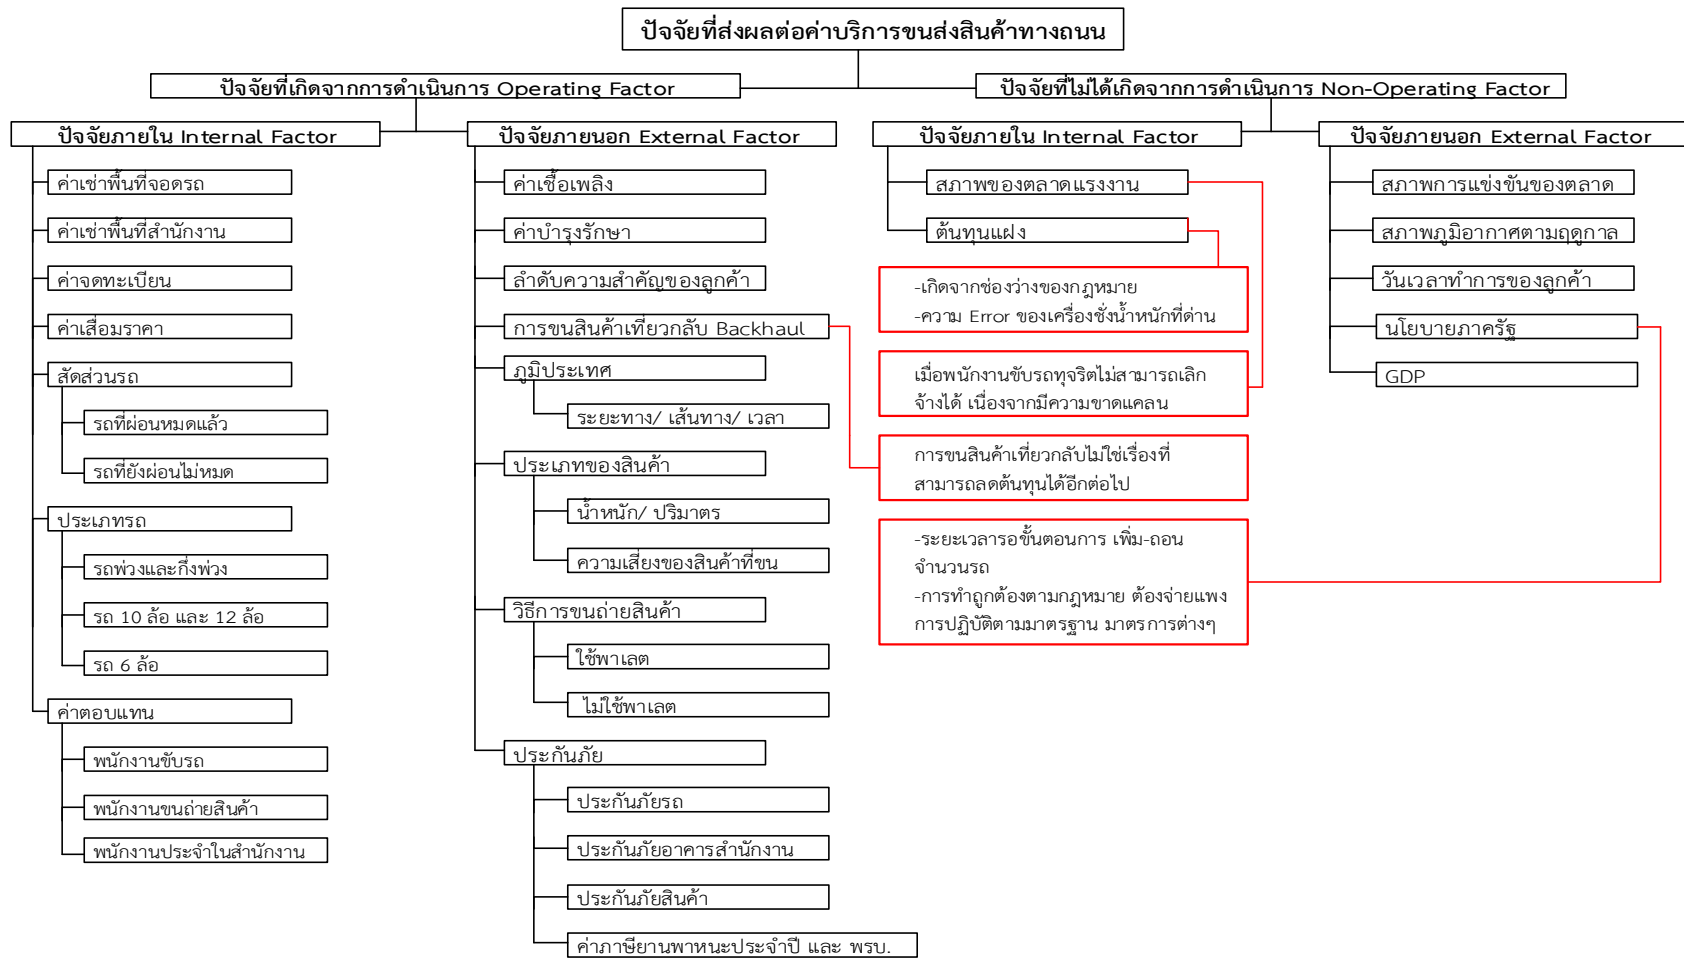 ปัจจัยที่ส่งผลต่อค่าบริการขนส่งสินค้าทางถนน
ปัจจัยที่เกิดจากการดำเนินการ Operating Factor
ปัจจัยที่ไม่ได้เกิดจากการดำเนินการ Non-Operating Factor
ปัจจัยภายใน Internal Factor
ค่าเช่าพื้นที่จอดรถ
ค่าเช่าพื้นที่สำนักงาน
ค่าจดทะเบียน
ค่าเสื่อมราคา
สัดส่วนรถ
รถที่ผ่อนหมดแล้ว
รถที่ยังผ่อนไม่หมด
ประเภทรถ
รถพ่วงและกึ่งพ่วง
รถ 10 ล้อ และ 12 ล้อ
รถ 6 ล้อ
ค่าตอบแทน
พนักงานขับรถ
พนักงานขนถ่ายสินค้า
พนักงานประจำในสำนักงาน
ปัจจัยภายนอก External Factor
ค่าเชื้อเพลิง
ค่าบำรุงรักษา
ลำดับความสำคัญของลูกค้า
การขนสินค้าเที่ยวกลับ Backhaul
ภูมิประเทศ
ระยะทาง/ เส้นทาง/ เวลา
ประเภทของสินค้า
น้ำหนัก/ ปริมาตร
ความเสี่ยงของสินค้าที่ขน
วิธีการขนถ่ายสินค้า
ใช้พาเลต
ไม่ใช้พาเลต
ประกันภัย
ประกันภัยรถ
ประกันภัยอาคารสำนักงาน
ประกันภัยสินค้า
ค่าภาษียานพาหนะประจำปี และ พรบ.
ปัจจัยภายใน Internal Factor
สภาพของตลาดแรงงาน
ต้นทุนแฝง
-เกิดจากช่องว่างของกฎหมาย
-ความ Error ของเครื่องชั่งน้ำหนักที่ด่าน
เมื่อพนักงานขับรถทุจริตไม่สามารถเลิก
จ้างได้ เนื่องจากมีความขาดแคลน
การขนสินค้าเที่ยวกลับไม่ใช่เรื่องที่
สามารถลดต้นทุนได้อีกต่อไป
-ระยะเวลารอขั้นตอนการ เพิ่ม-ถอน
จำนวนรถ
-การทำถูกต้องตามกฎหมาย ต้องจ่ายแพง
การปฏิบัติตามมาตรฐาน มาตรการต่างๆ
ปัจจัยภายนอก External Factor
สภาพการแข่งขันของตลาด
สภาพภูมิอากาศตามฤดูกาล
วันเวลาทำการของลูกค้า
นโยบายภาครัฐ
GDP